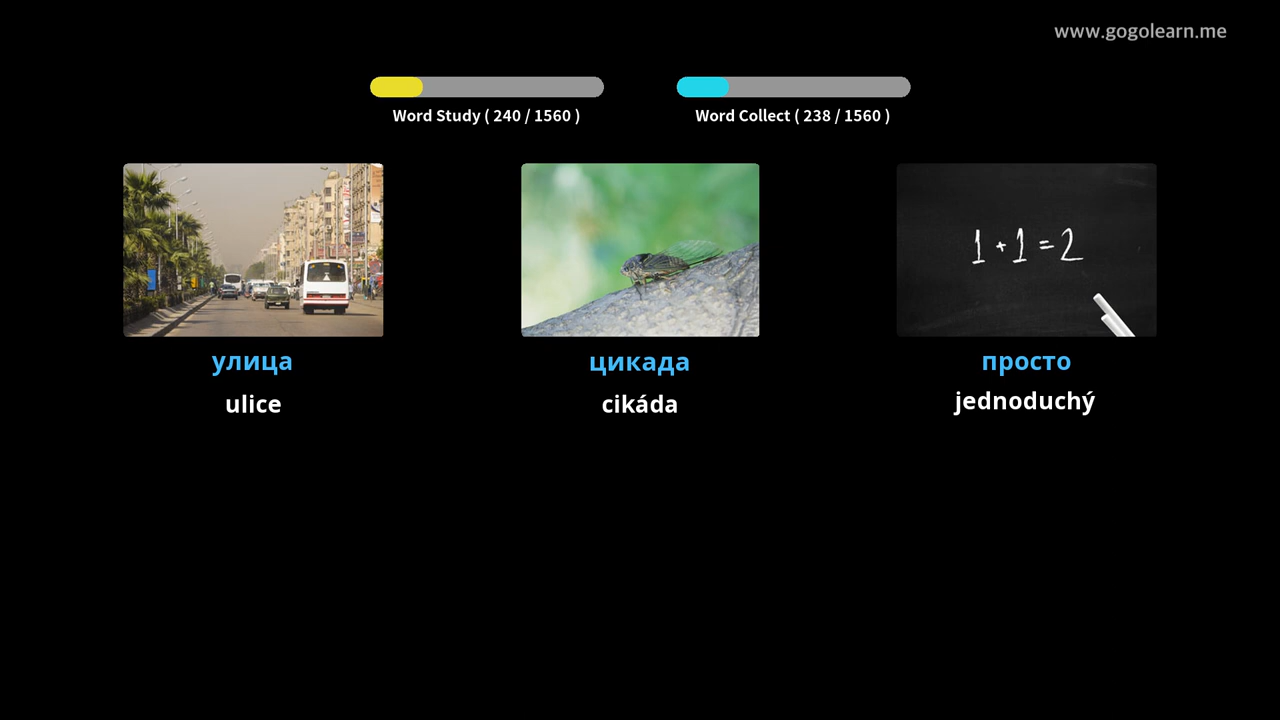 www.gogolearn.me
Word Study ( 240 / 1560 )
Word Collect ( 238 / 1560 )
1 + 1 = 2
улица
цикада
просто
ulice
cikáda
jednoduchý